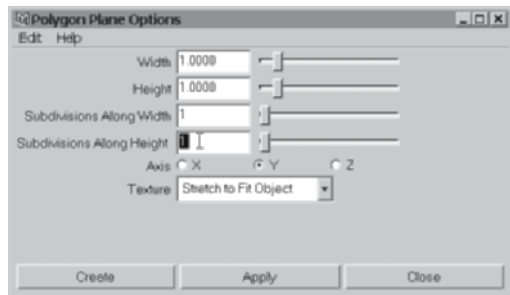 Polygon Plane Options
Edit Help
Width 1.0000
Height 1.0000
Subdivisions Along Width 1
Subdivisions Along Height 1
Axis X Y Z
Texture Stretch to Fit Object
Create Apply Close